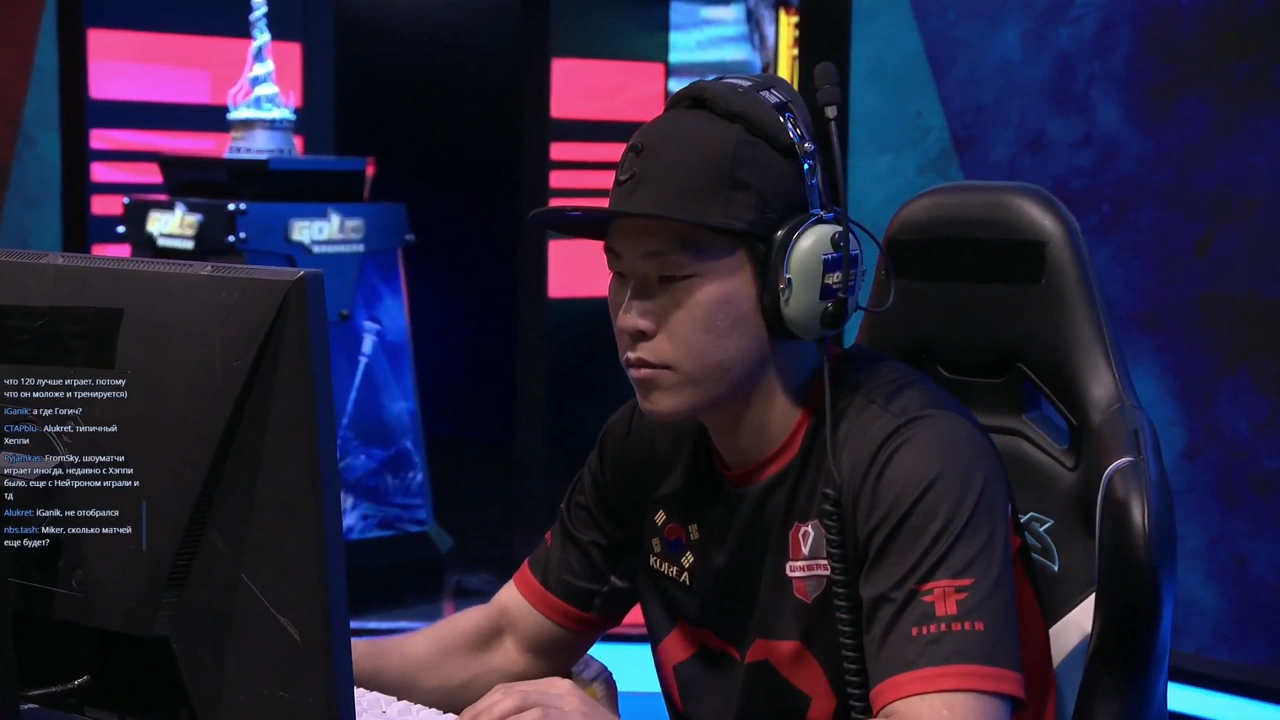 GOLD
GOLD
что 120 лучше играет, потому
что он моложе и тренируется)
iGanik: а где Гогич?
Alukret, типичный
Хеппи
Pyjamkas: FromSky, шоуматчи
играет иногда, недавно с Хэппи
было, еще с Нейтроном играли и
тд
Alukret: iGanik, не отобрался
nbs.tash: Miker, сколько матчей
еще будет?
C
KOREA
WINNERS
FIELDER